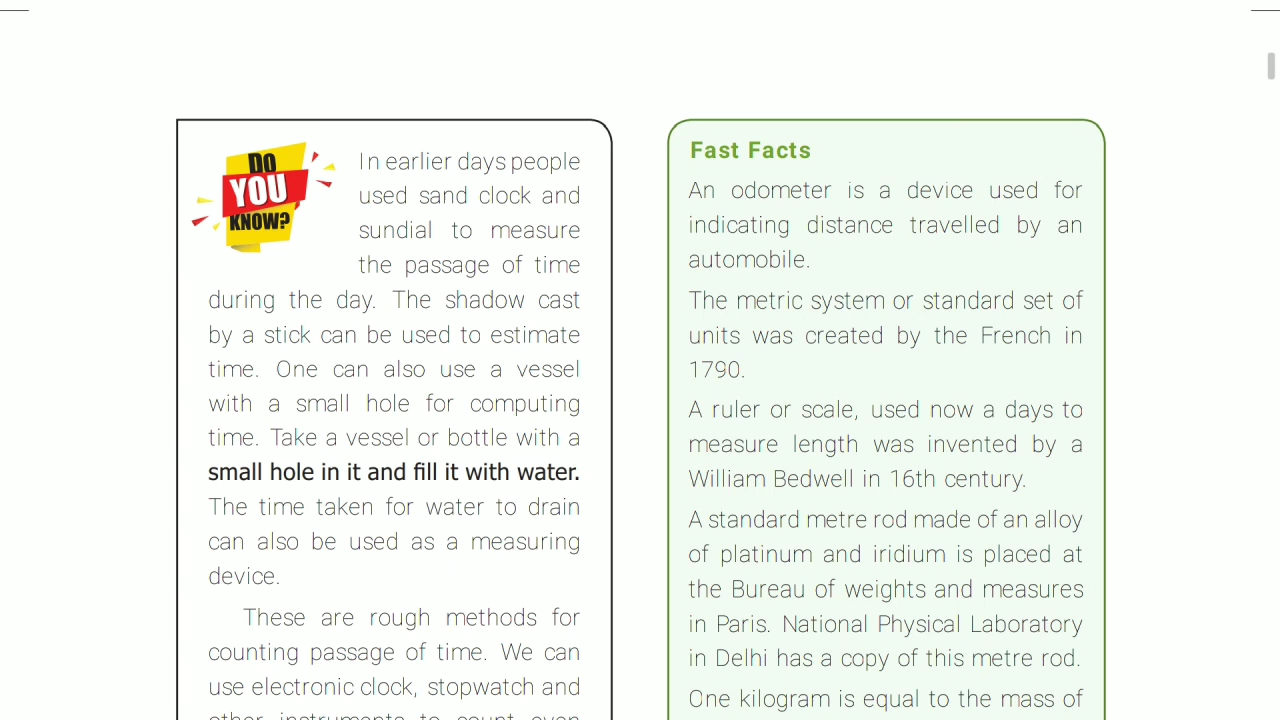 DO
YOU
KNOW?
In earlier days people
used sand clock and
sundial to measure
the passage of time
during the day. The shadow cast
by a stick can be used to estimate
time. One can also use a vessel
with a small hole for computing
time. Take a vessel or bottle with a
small hole in it and fill it with water.
The time taken for water to drain
can also be used as a measuring
device.
These are rough methods for
counting passage of time. We can
use electronic clock, stopwatch and
other instruments to count even
Fast Facts
An odometer is a device used for
indicating distance travelled by an
automobile.
The metric system or standard set of
units was created by the French in
1790.
A ruler or scale, used now a days to
measure length was invented by a
William Bedwell in 16th century.
A standard metre rod made of an alloy
of platinum and iridium is placed at
the Bureau of weights and measures
in Paris. National Physical Laboratory
in Delhi has a copy of this metre rod.
One kilogram is equal to the mass of